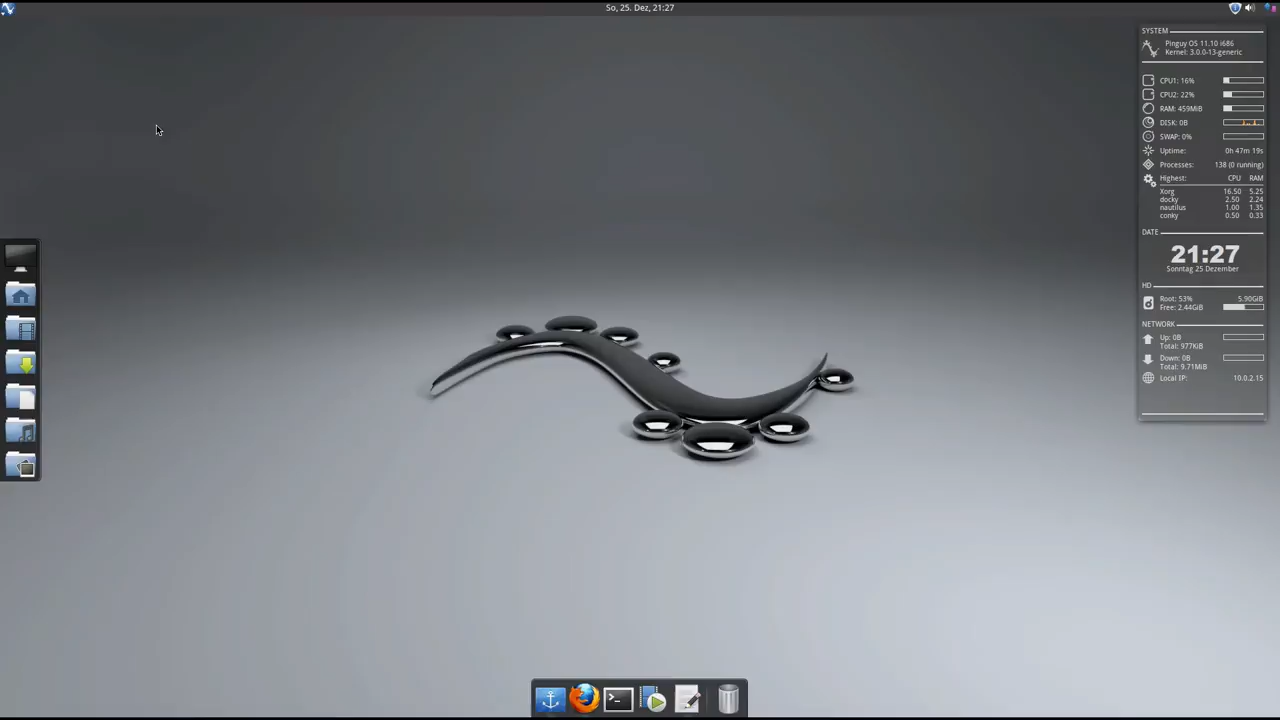 So, 25. Dez, 21:27
SYSTEM
Pinguy OS 11.10 i686
Kernel: 3.0.0-13-generic
CPU1: 16%
CPU2: 22%
RAM: 459MiB
DISK: 0B
SWAP: 0%
Uptime: 0h 47m 19s
Processes: 138 (0 running)
Highest: CPU RAM
Xorg 16.50 5.25
docky 2.50 2.24
nautilus 1.00 1.35
conky 0.50 0.33
DATE
21:27
Sonntag 25 Dezember
HD
Root: 53% 5.90GiB
Free: 2.44GiB
NETWORK
Up: 0B
Total: 977KiB
Down: 0B
Total: 9.71MiB
Local IP: 10.0.2.15